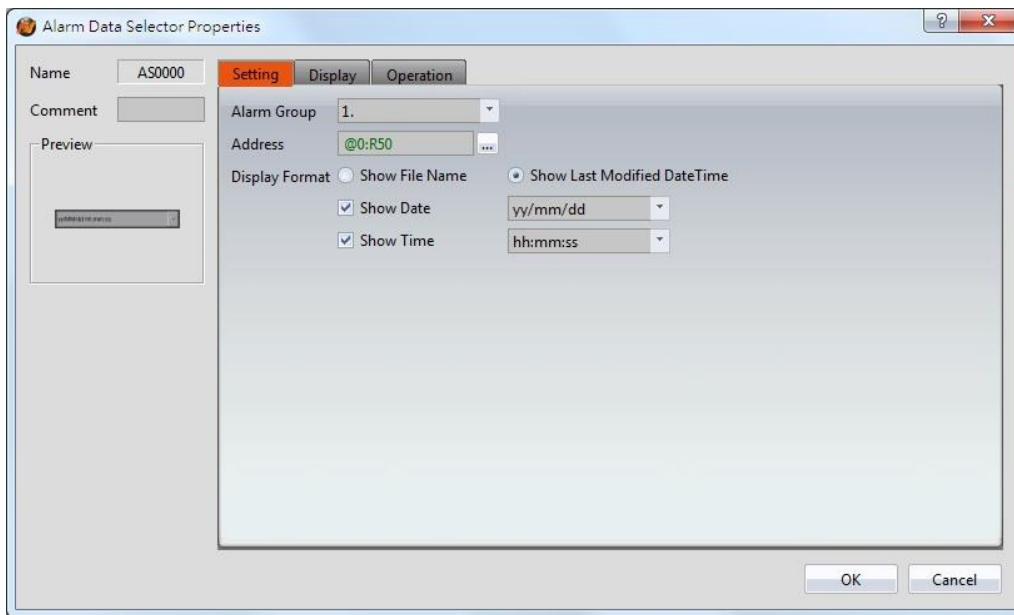 Alarm Data Selector Properties
Name AS0000
Comment
Preview
Setting Display Operation
Alarm Group 1.
Address @0:R50 ...
Display Format Show File Name Show Last Modified DateTime
Show Date yy/mm/dd
Show Time hh:mm:ss
OK Cancel